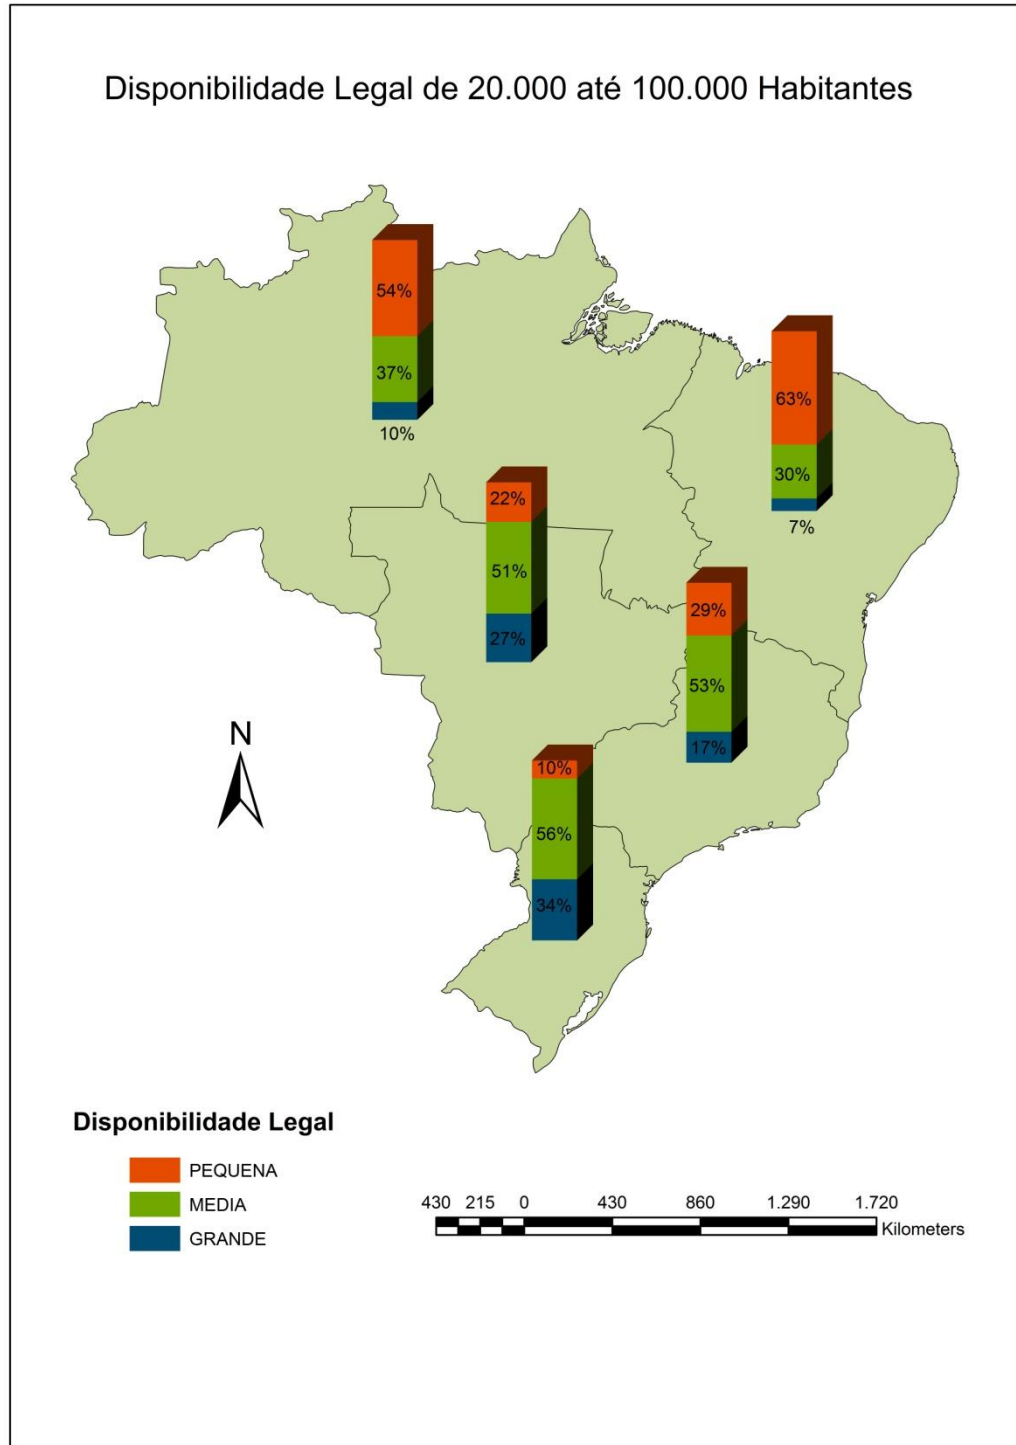 Disponibilidade Legal de 20.000 até 100.000 Habitantes
54%
37%
10%
63%
30%
7%
22%
51%
27%
29%
53%
17%
N
10%
56%
34%
Disponibilidade Legal
PEQUENA
MEDIA
GRANDE
430 215 0 430 860 1.290 1.720
Kilometers